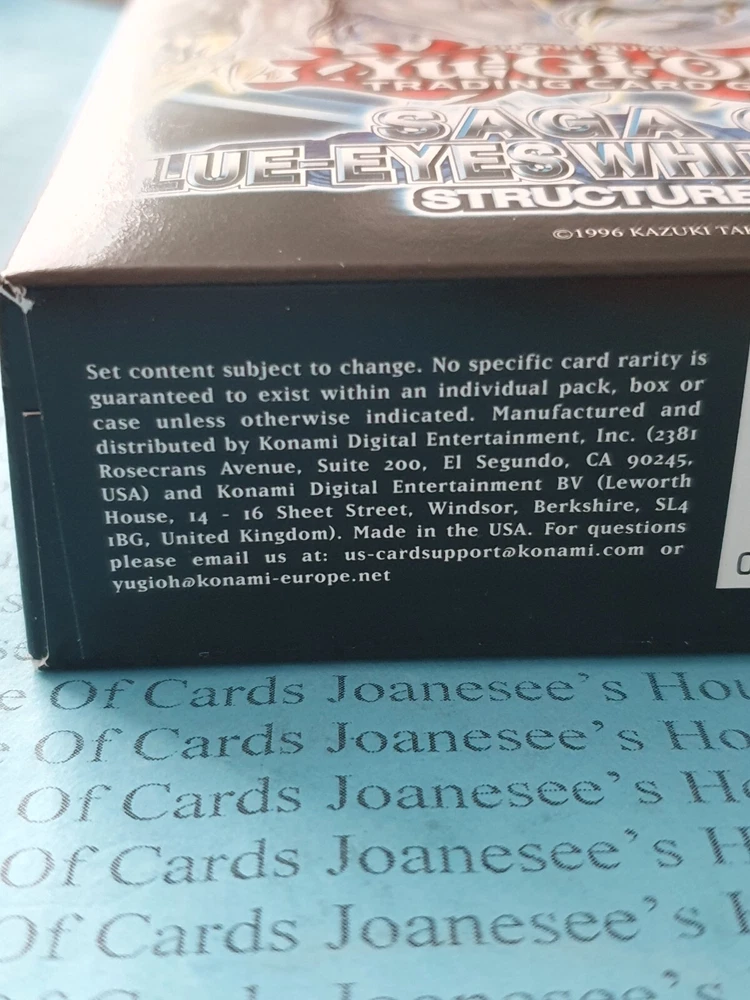 Yu-Gi-O
TRADING CARD G
SAGA
LUE-EYES WHI
STRUCTURE
©1996 KAZUKI TA
Set content subject to change. No specific card rarity is
guaranteed to exist within an individual pack, box or
case unless otherwise indicated. Manufactured and
distributed by Konami Digital Entertainment, Inc. (2381
Rosecrans Avenue, Suite 200, El Segundo, CA 90245,
USA) and Konami Digital Entertainment BV (Leworth
House, 14 - 16 Sheet Street, Windsor, Berkshire, SL4
1BG, United Kingdom). Made in the USA. For questions
please email us at: us-cardsupport@konami.com or
yugioh@konami-europe.net
e Of Cards Joanesee's Hou
Of Cards Joanesee's Ho
Of Cards Joanesee's Ho
Of Cards Joanesee's H
Of Cards Joanesee's